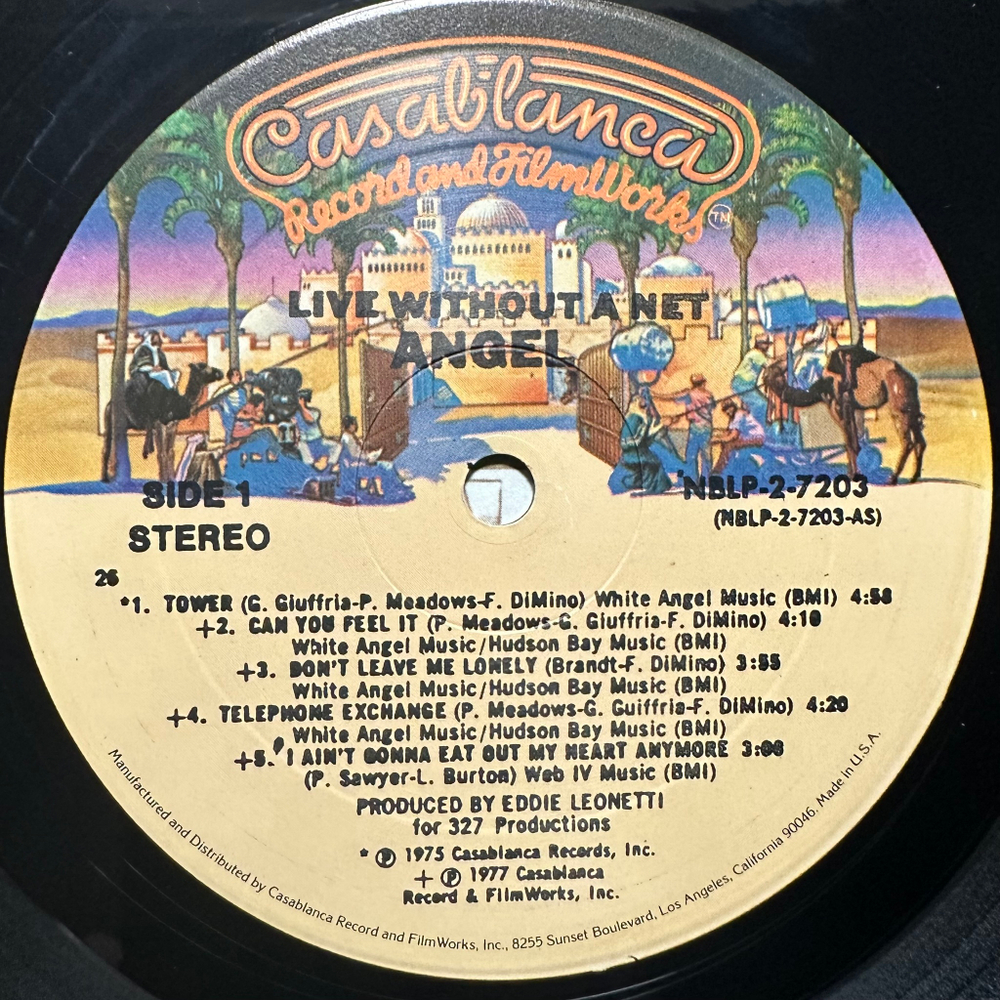 Casablanca
Record and FilmWorks TM
LIVE WITHOUT A NET
ANGEL
SIDE 1
STEREO
NBLP-2-7203
(NBLP-2-7203-AS)
26
*1. TOWER (G. Giuffria-P. Meadows-F. DiMino) White Angel Music (BMI) 4:58
+2. CAN YOU FEEL IT (P. Meadows-G. Giuffria-F. DiMino) 4:10
White Angel Music/Hudson Bay Music (BMI)
+3. DON'T LEAVE ME LONELY (Brandt-F. DiMino) 3:55
White Angel Music/Hudson Bay Music (BMI)
+4. TELEPHONE EXCHANGE (P. Meadows-G. Guiffria-F. DiMino) 4:20
White Angel Music/Hudson Bay Music (BMI)
+5. I AIN'T GONNA EAT OUT MY HEART ANYMORE
(P. Sawyer-L. Burton) Web IV Music (BMI)
PRODUCED BY EDDIE LEONETTI
for 327 Productions
* Ⓟ 1975 Casablanca Records, Inc.
+ Ⓟ 1977 Casablanca
Record & FilmWorks, Inc.
Manufactured and Distributed by Casablanca Record and FilmWorks, Inc., 8255 Sunset Boulevard, Los Angeles, California 90046. Made In U.S.A.